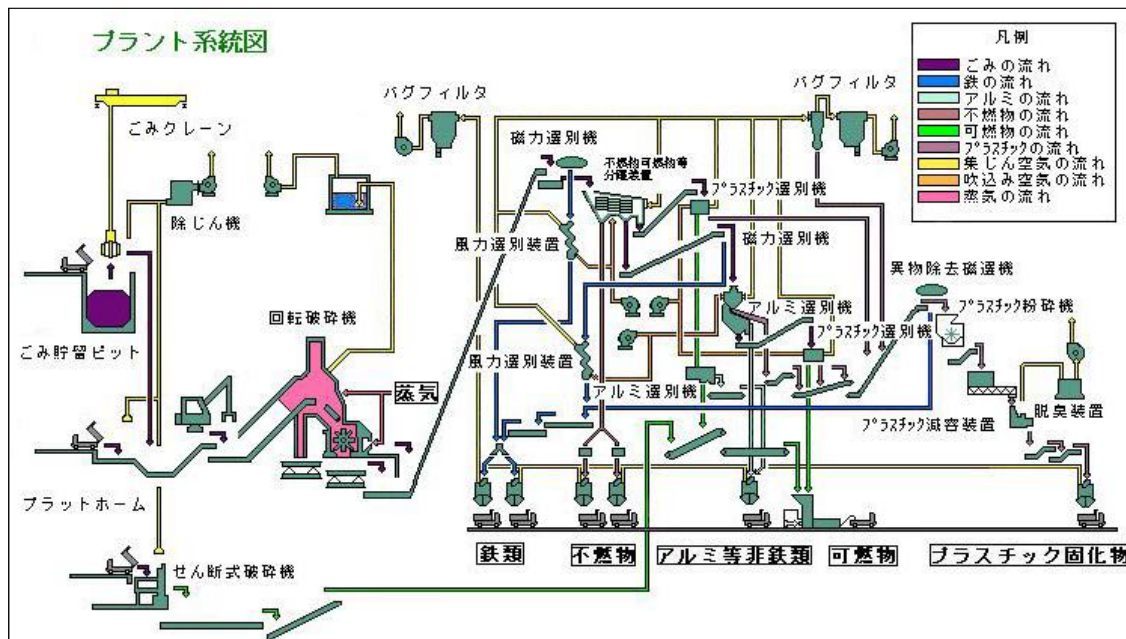 プラント系統図
凡例
ごみの流れ
鉄の流れ
アルミの流れ
不燃物の流れ
可燃物の流れ
プラスチックの流れ
集じん空気の流れ
吹込み空気の流れ
蒸気の流れ
バグフィルタ
バグフィルタ
ごみクレーン
磁力選別機
不燃物可燃物等
分離装置
プラスチック選別機
除じん機
風力選別装置
磁力選別機
異物除去磁選機
アルミ選別機
プラスチック粉砕機
回転破砕機
プラスチック選別機
ごみ貯留ピット
風力選別装置
アルミ選別機
蒸気
脱臭装置
プラスチック減容装置
プラットホーム
鉄類
不燃物
アルミ等非鉄類
可燃物
プラスチック固化物
せん断式破砕機